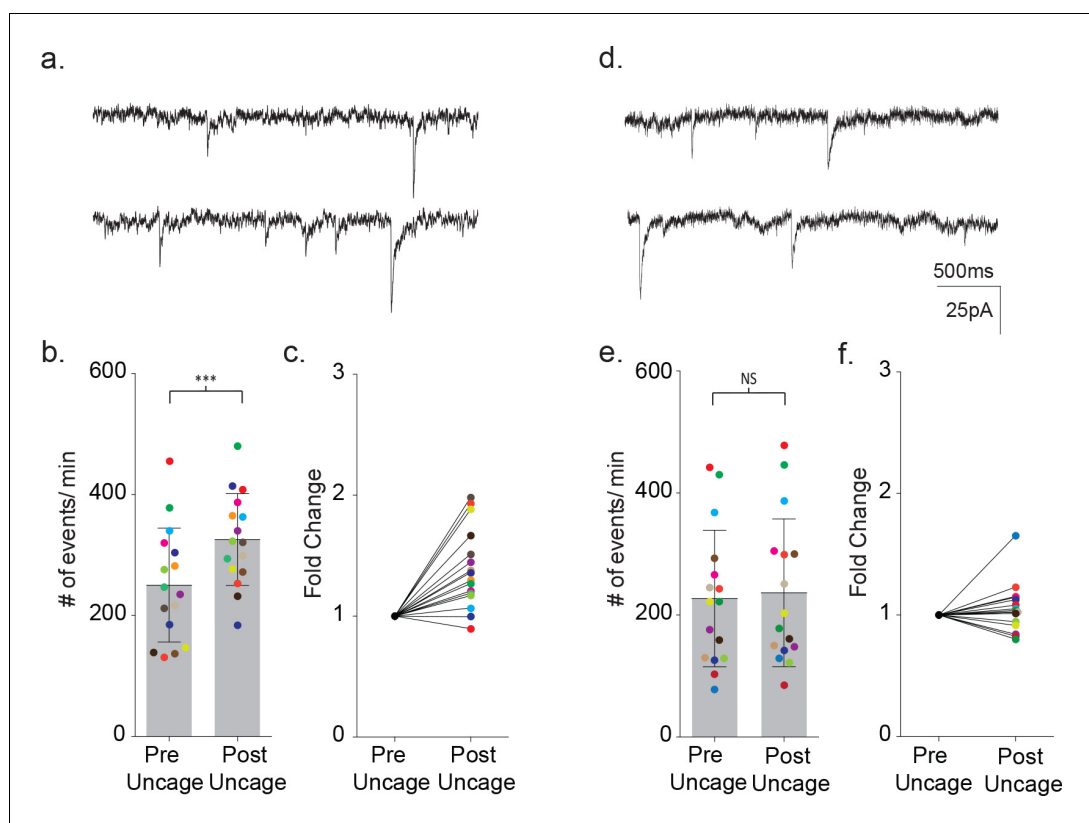 a.
d.
500ms
25pA
b.
# of events/ min
600
400
200
0
***
Pre
Uncage
Post
Uncage
c.
Fold Change
3
2
1
0
Pre
Uncage
Post
Uncage
e.
# of events/ min
600
400
200
0
NS
Pre
Uncage
Post
Uncage
f.
Fold Change
3
2
1
0
Pre
Uncage
Post
Uncage